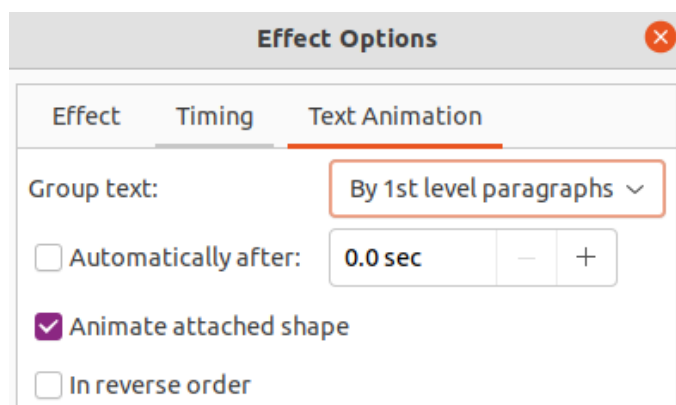 Effect Options
Effect Timing Text Animation
Group text: By 1st level paragraphs
Automatically after: 0.0 sec − +
Animate attached shape
In reverse order